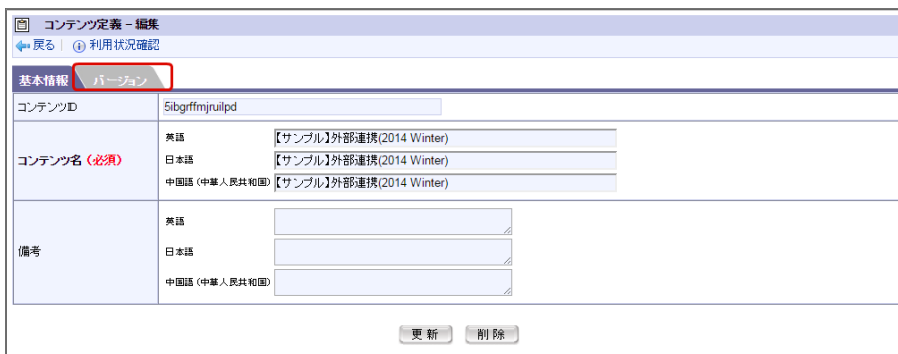 コンテンツ定義 - 編集
戻る ｜ 利用状況確認
基本情報 バージョン
コンテンツID 5ibgrffmjruilpd
コンテンツ名（必須）
英語 【サンプル】外部連携(2014 Winter)
日本語 【サンプル】外部連携(2014 Winter)
中国語（中華人民共和国） 【サンプル】外部連携(2014 Winter)
備考
英語
日本語
中国語（中華人民共和国）
更新 削除